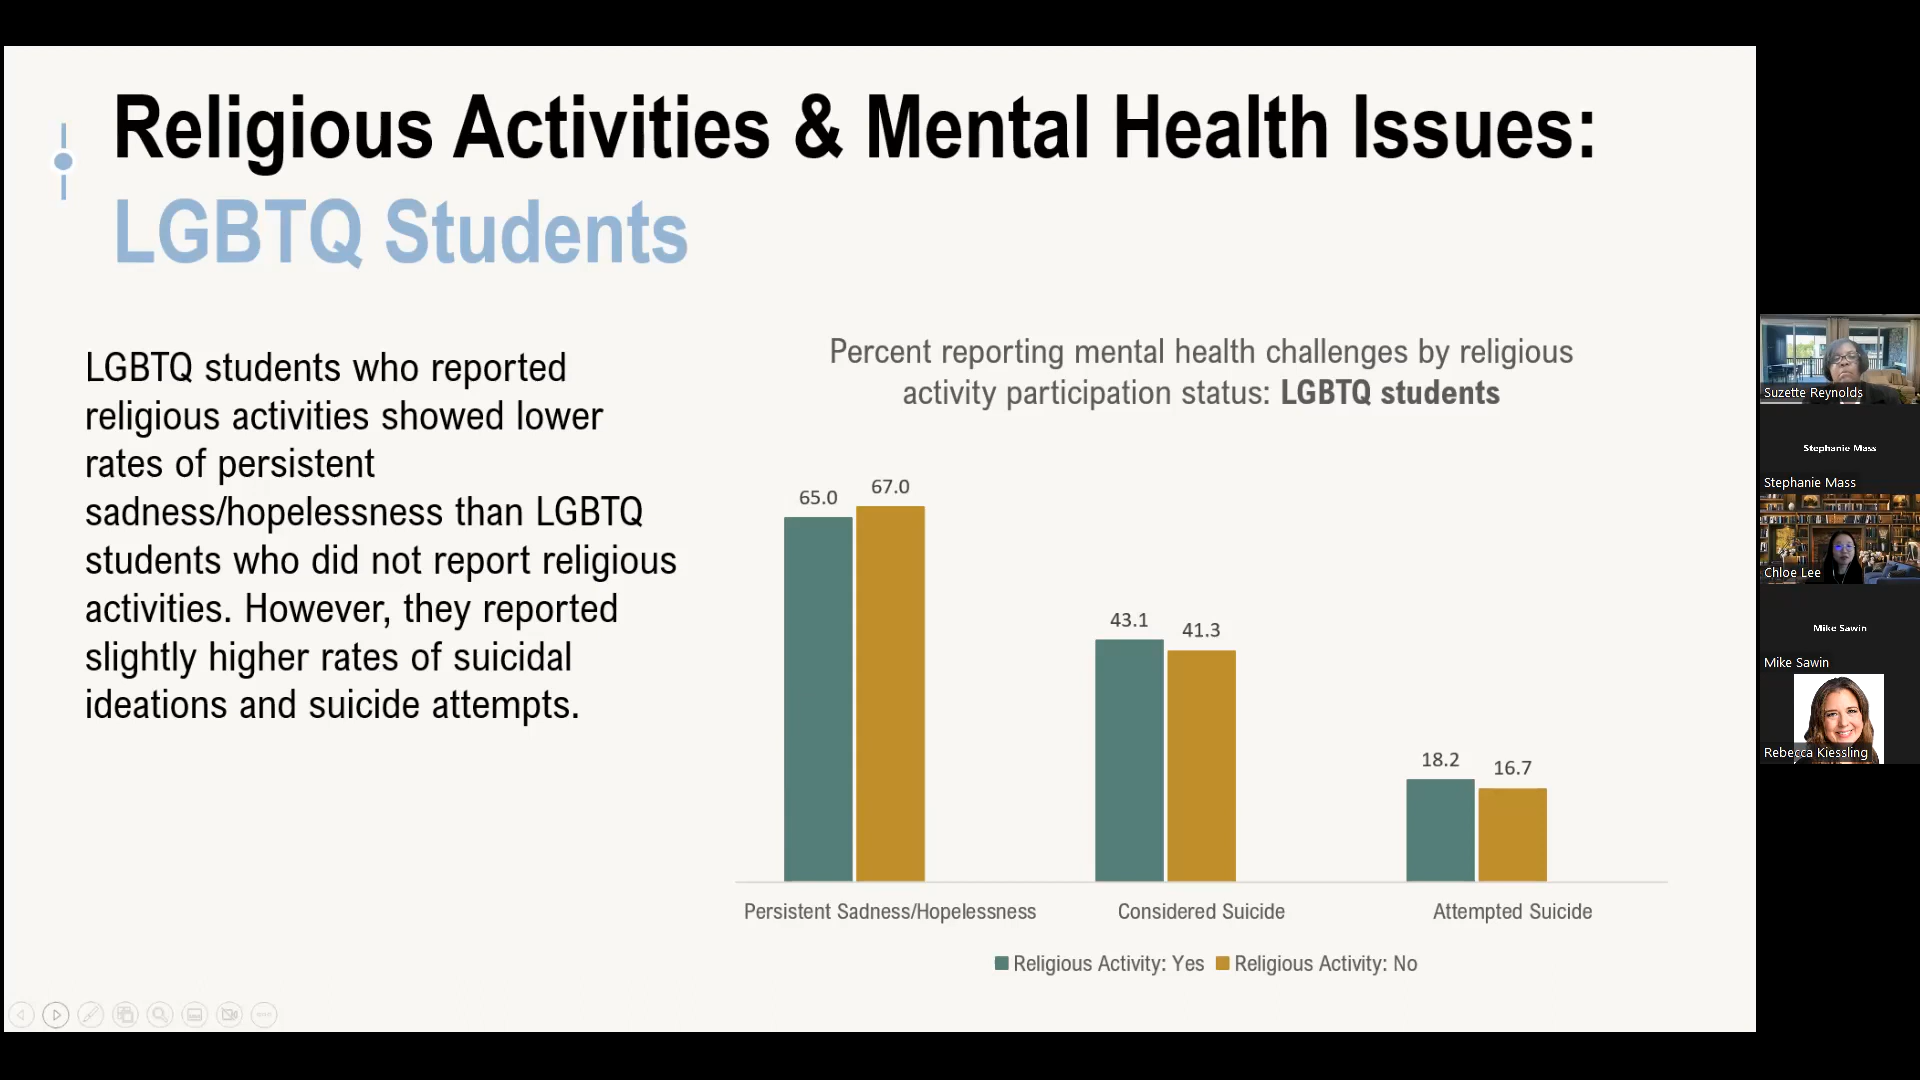 Religious Activities & Mental Health Issues:
LGBTQ Students
LGBTQ students who reported
religious activities showed lower
rates of persistent
sadness/hopelessness than LGBTQ
students who did not report religious
activities. However, they reported
slightly higher rates of suicidal
ideations and suicide attempts.
Percent reporting mental health challenges by religious
activity participation status: LGBTQ students
65.0
67.0
43.1
41.3
18.2
16.7
Persistent Sadness/Hopelessness
Considered Suicide
Attempted Suicide
Religious Activity: Yes
Religious Activity: No
Suzette Reynolds
Stephanie Mass
Stephanie Mass
Chloe Lee
Mike Sawin
Mike Sawin
Rebecca Kiessling